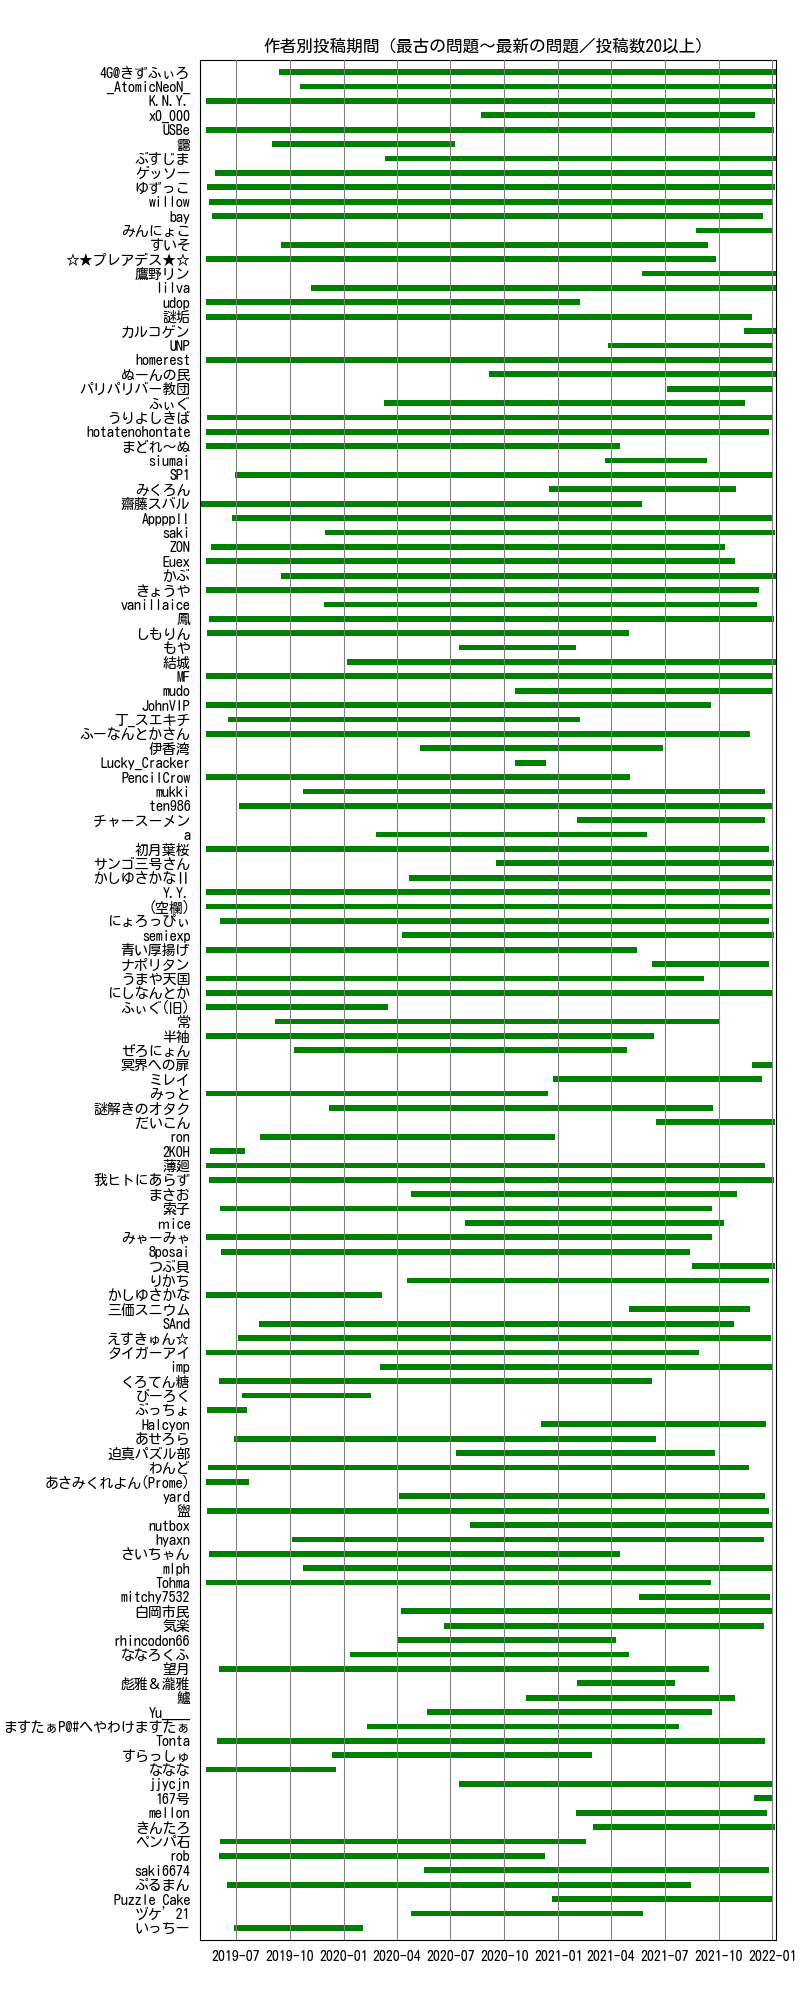 作者別投稿期間（最古の問題～最新の問題／投稿数20以上）
4G@きずふぃろ
_AtomicNeoN_
K.N.Y.
x0_000
USBe
ぶすじま
ゲッソー
ゆずっこ
willow
bay
みんにょこ
すいそ
☆★プレアデス★☆
鷹野リン
lilva
udop
謎垢
カルコゲン
UNP
homerest
ぬーんの民
パリパリバー教団
ふぃぐ
うりよしきば
hotatenohontate
まどれ～ぬ
siumai
SP1
みくろん
齋藤スバル
AppppII
saki
ZON
Euex
かぶ
きょうや
vanillaice
鳳
しもりん
もや
結城
MF
mudo
JohnVIP
丁_スエキチ
ふーなんとかさん
伊香湾
Lucky_Cracker
PencilCrow
mukki
ten986
チャースーメン
a
初月葉桜
サンゴ三号さん
かしゆさかなII
Y.Y.
(空欄)
にょろっぴぃ
semiexp
青い厚揚げ
ナポリタン
うまや天国
にしなんとか
ふぃぐ(旧)
常
半袖
ぜろにょん
冥界への扉
ミレイ
みっと
謎解きのオタク
だいこん
ron
2KOH
薄廻
我ヒトにあらず
まさお
索子
mice
みゃーみゃ
8posai
つぶ貝
りかち
かしゆさかな
三価スニウム
SAnd
えすきゅん☆
タイガーアイ
imp
くろてん糖
びーろく
ぶっちょ
Halcyon
あせろら
迫真パズル部
わんど
あさみくれよん(Prome)
yard
盥
nutbox
hyaxn
さいちゃん
mlph
Tohma
mitchy7532
白岡市民
気楽
rhincodon66
ななろくふ
望月
彪雅＆瀧雅
鱸
Yu____
ますたぁP@#へやわけますたぁ
Tonta
すらっしゅ
ななな
jjycjn
167号
mellon
きんたろ
ペンパ石
rob
saki6674
ぷるまん
Puzzle Cake
ヅケ’21
いっちー
2019-07 2019-10 2020-01 2020-04 2020-07 2020-10 2021-01 2021-04 2021-07 2021-10 2022-01